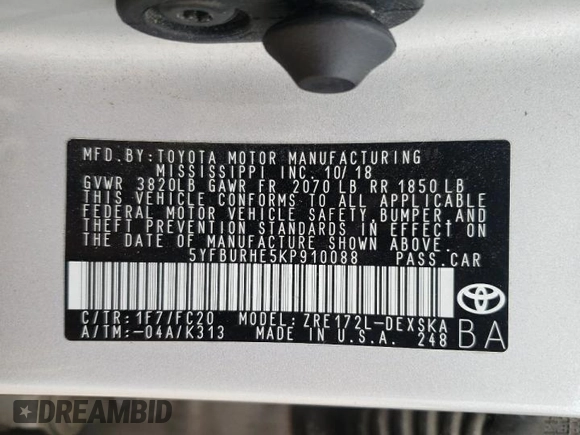 MFD. BY: TOYOTA MOTOR MANUFACTURING
MISSISSIPPI INC. 10/18
GVWR 3820LB GAWR FR 2070 LB RR 1850 LB
THIS VEHICLE CONFORMS TO ALL APPLICABLE
FEDERAL MOTOR VEHICLE SAFETY, BUMPER, AND
THEFT PREVENTION STANDARDS IN EFFECT ON
THE DATE OF MANUFACTURE SHOWN ABOVE.
5YFBURHE5KP910088 PASS. CAR
C/TR: 1F7/FC20 MODEL: ZRE172L-DEXSKA
A/TM: -04A/K313 MADE IN U.S.A. 248
BA
DREAMBID